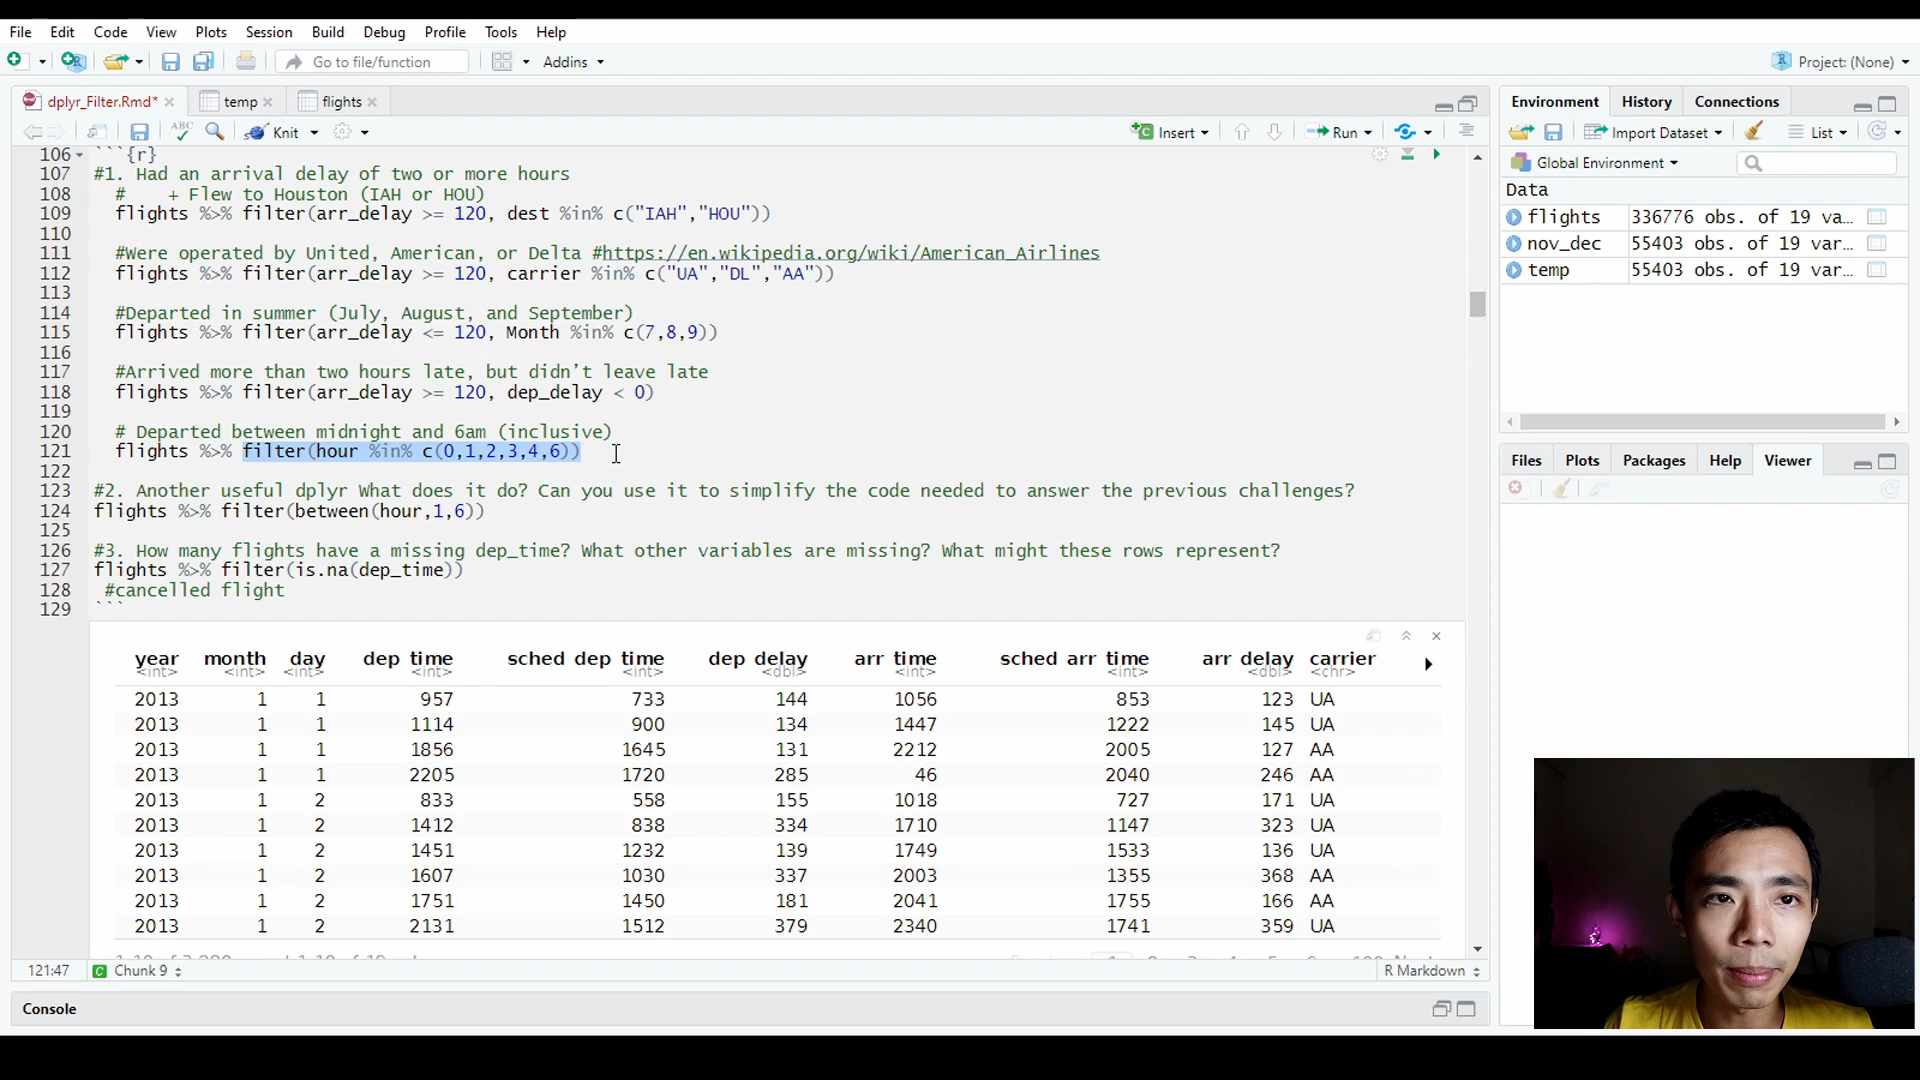 File Edit Code View Plots Session Build Debug Profile Tools Help
Go to file/function
Addins
Project: (None)
dplyr_Filter.Rmd*
temp
flights
Knit
Insert
Run
106 ```{r}
107 #1. Had an arrival delay of two or more hours
108 # + Flew to Houston (IAH or HOU)
109 flights %>% filter(arr_delay >= 120, dest %in% c("IAH","HOU"))
110
111 #Were operated by United, American, or Delta #https://en.wikipedia.org/wiki/American_Airlines
112 flights %>% filter(arr_delay >= 120, carrier %in% c("UA","DL","AA"))
113
114 #Departed in summer (July, August, and September)
115 flights %>% filter(arr_delay <= 120, Month %in% c(7,8,9))
116
117 #Arrived more than two hours late, but didn’t leave late
118 flights %>% filter(arr_delay >= 120, dep_delay < 0)
119
120 # Departed between midnight and 6am (inclusive)
121 flights %>% filter(hour %in% c(0,1,2,3,4,6))
122
123 #2. Another useful dplyr What does it do? Can you use it to simplify the code needed to answer the previous challenges?
124 flights %>% filter(between(hour,1,6))
125
126 #3. How many flights have a missing dep_time? What other variables are missing? What might these rows represent?
127 flights %>% filter(is.na(dep_time))
128 #cancelled flight
129 ```
year month day dep_time sched_dep_time dep_delay arr_time sched_arr_time arr_delay carrier
<int> <int> <int> <int> <int> <dbl> <int> <int> <dbl> <chr>
2013 1 1 957 733 144 1056 853 123 UA
2013 1 1 1114 900 134 1447 1222 145 UA
2013 1 1 1856 1645 131 2212 2005 127 AA
2013 1 1 2205 1720 285 46 2040 246 AA
2013 1 2 833 558 155 1018 727 171 UA
2013 1 2 1412 838 334 1710 1147 323 UA
2013 1 2 1451 1232 139 1749 1533 136 UA
2013 1 2 1607 1030 337 2003 1355 368 AA
2013 1 2 1751 1450 181 2041 1755 166 AA
2013 1 2 2131 1512 379 2340 1741 359 UA
121:47 Chunk 9 R Markdown
Console
Environment History Connections
Import Dataset List
Global Environment
Data
flights 336776 obs. of 19 va…
nov_dec 55403 obs. of 19 var…
temp 55403 obs. of 19 var…
Files Plots Packages Help Viewer